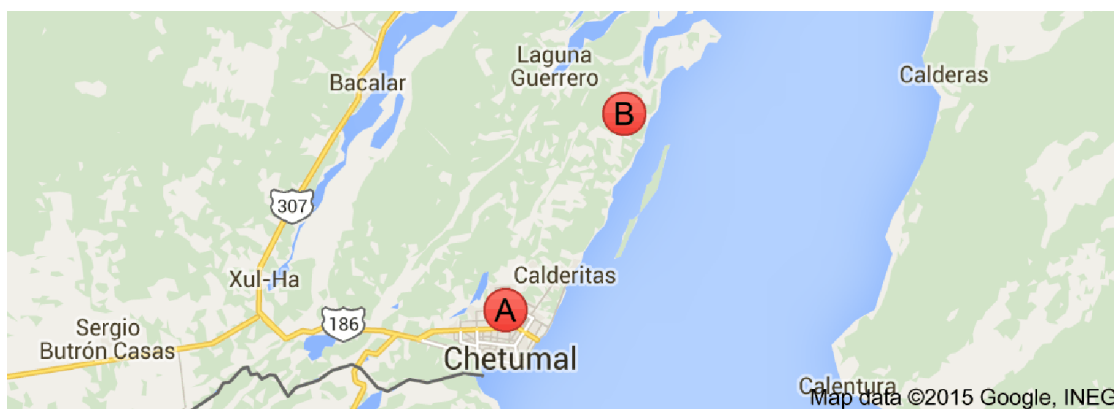 Laguna
Guerrero
Bacalar
Calderas
B
307
Calderitas
Xul-Ha
A
186
Sergio
Butrón Casas
Chetumal
Calentura
Map data ©2015 Google, INEG